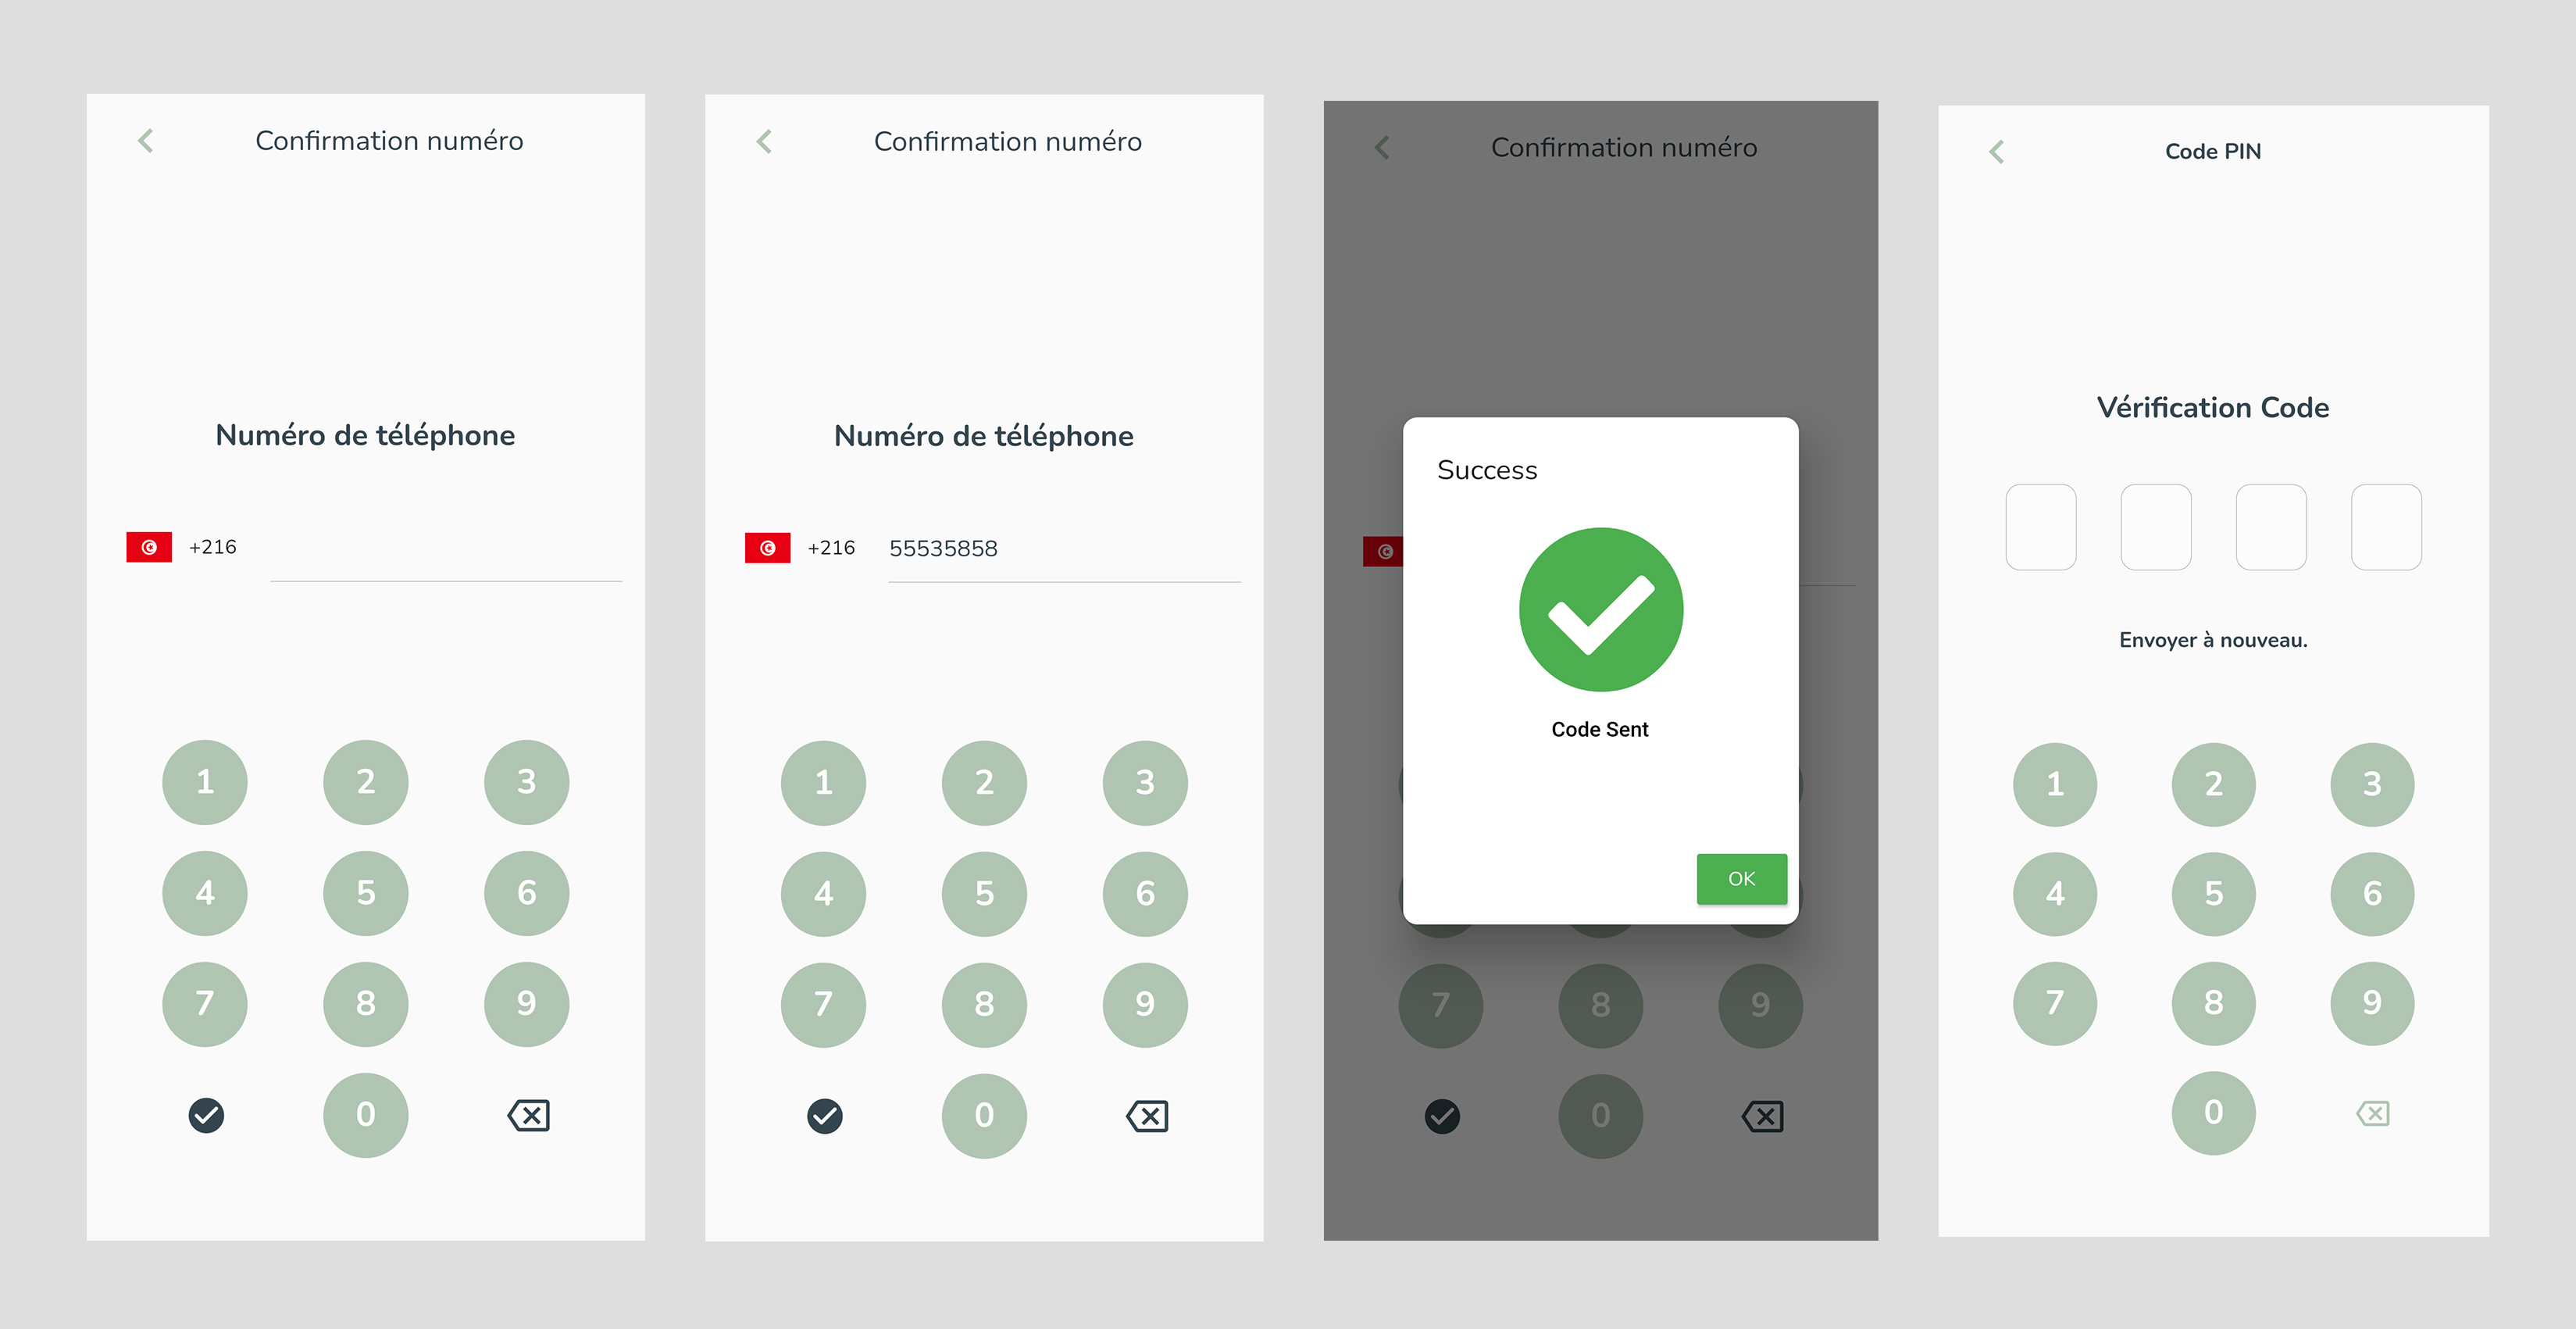 Confirmation numéro
Numéro de téléphone
+216
1 2 3
4 5 6
7 8 9
0
Confirmation numéro
Numéro de téléphone
+216 55535858
1 2 3
4 5 6
7 8 9
0
Confirmation numéro
Success
Code Sent
OK
7 8 9
0
Code PIN
Vérification Code
Envoyer à nouveau.
1 2 3
4 5 6
7 8 9
0